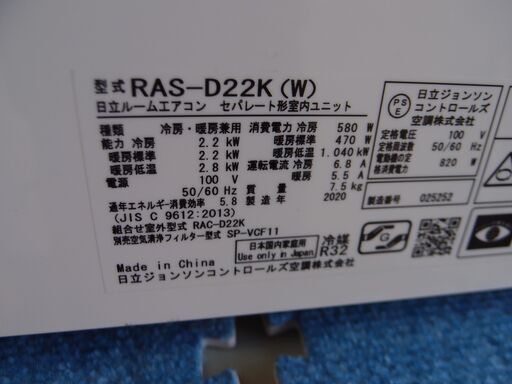 型式 RAS-D22K(W)
日立ルームエアコン セパレート形室内ユニット
種類 冷房・暖房兼用 消費電力 冷房 580 W
能力 冷房 2.2 kW 暖房標準 470 W
暖房標準 2.2 kW 暖房低温 1.040 kW
暖房低温 2.8 kW 運転電流 冷房 6.8 A
電源 100 V 暖房 5.5 A
50/60 Hz 質量 7.5 kg
通年エネルギー消費効率 5.8 製造年 2020
(JIS C 9612:2013)
組合せ室外型式 RAC-D22K
別売空気清浄フィルター型式 SP-VCF11
日本国内家庭用
Use only in Japan
冷媒
R32
Made in China
日立ジョンソンコントロールズ空調株式会社
PSE
日立ジョンソン
コントロールズ
空調株式会社
定格電圧 100 V
定格周波数 50/60 Hz
電動機の定
格消費電力 820 W
製造番号 025252
G